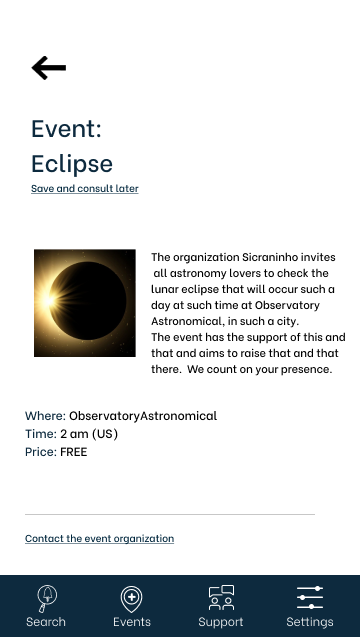 Event:
Eclipse
Save and consult later
The organization Sicraninho invites
all astronomy lovers to check the
lunar eclipse that will occur such a
day at such time at Observatory
Astronomical, in such a city.
The event has the support of this and
that and aims to raise that and that
there. We count on your presence.
Where: ObservatoryAstronomical
Time: 2 am (US)
Price: FREE
Contact the event organization
Search Events Support Settings